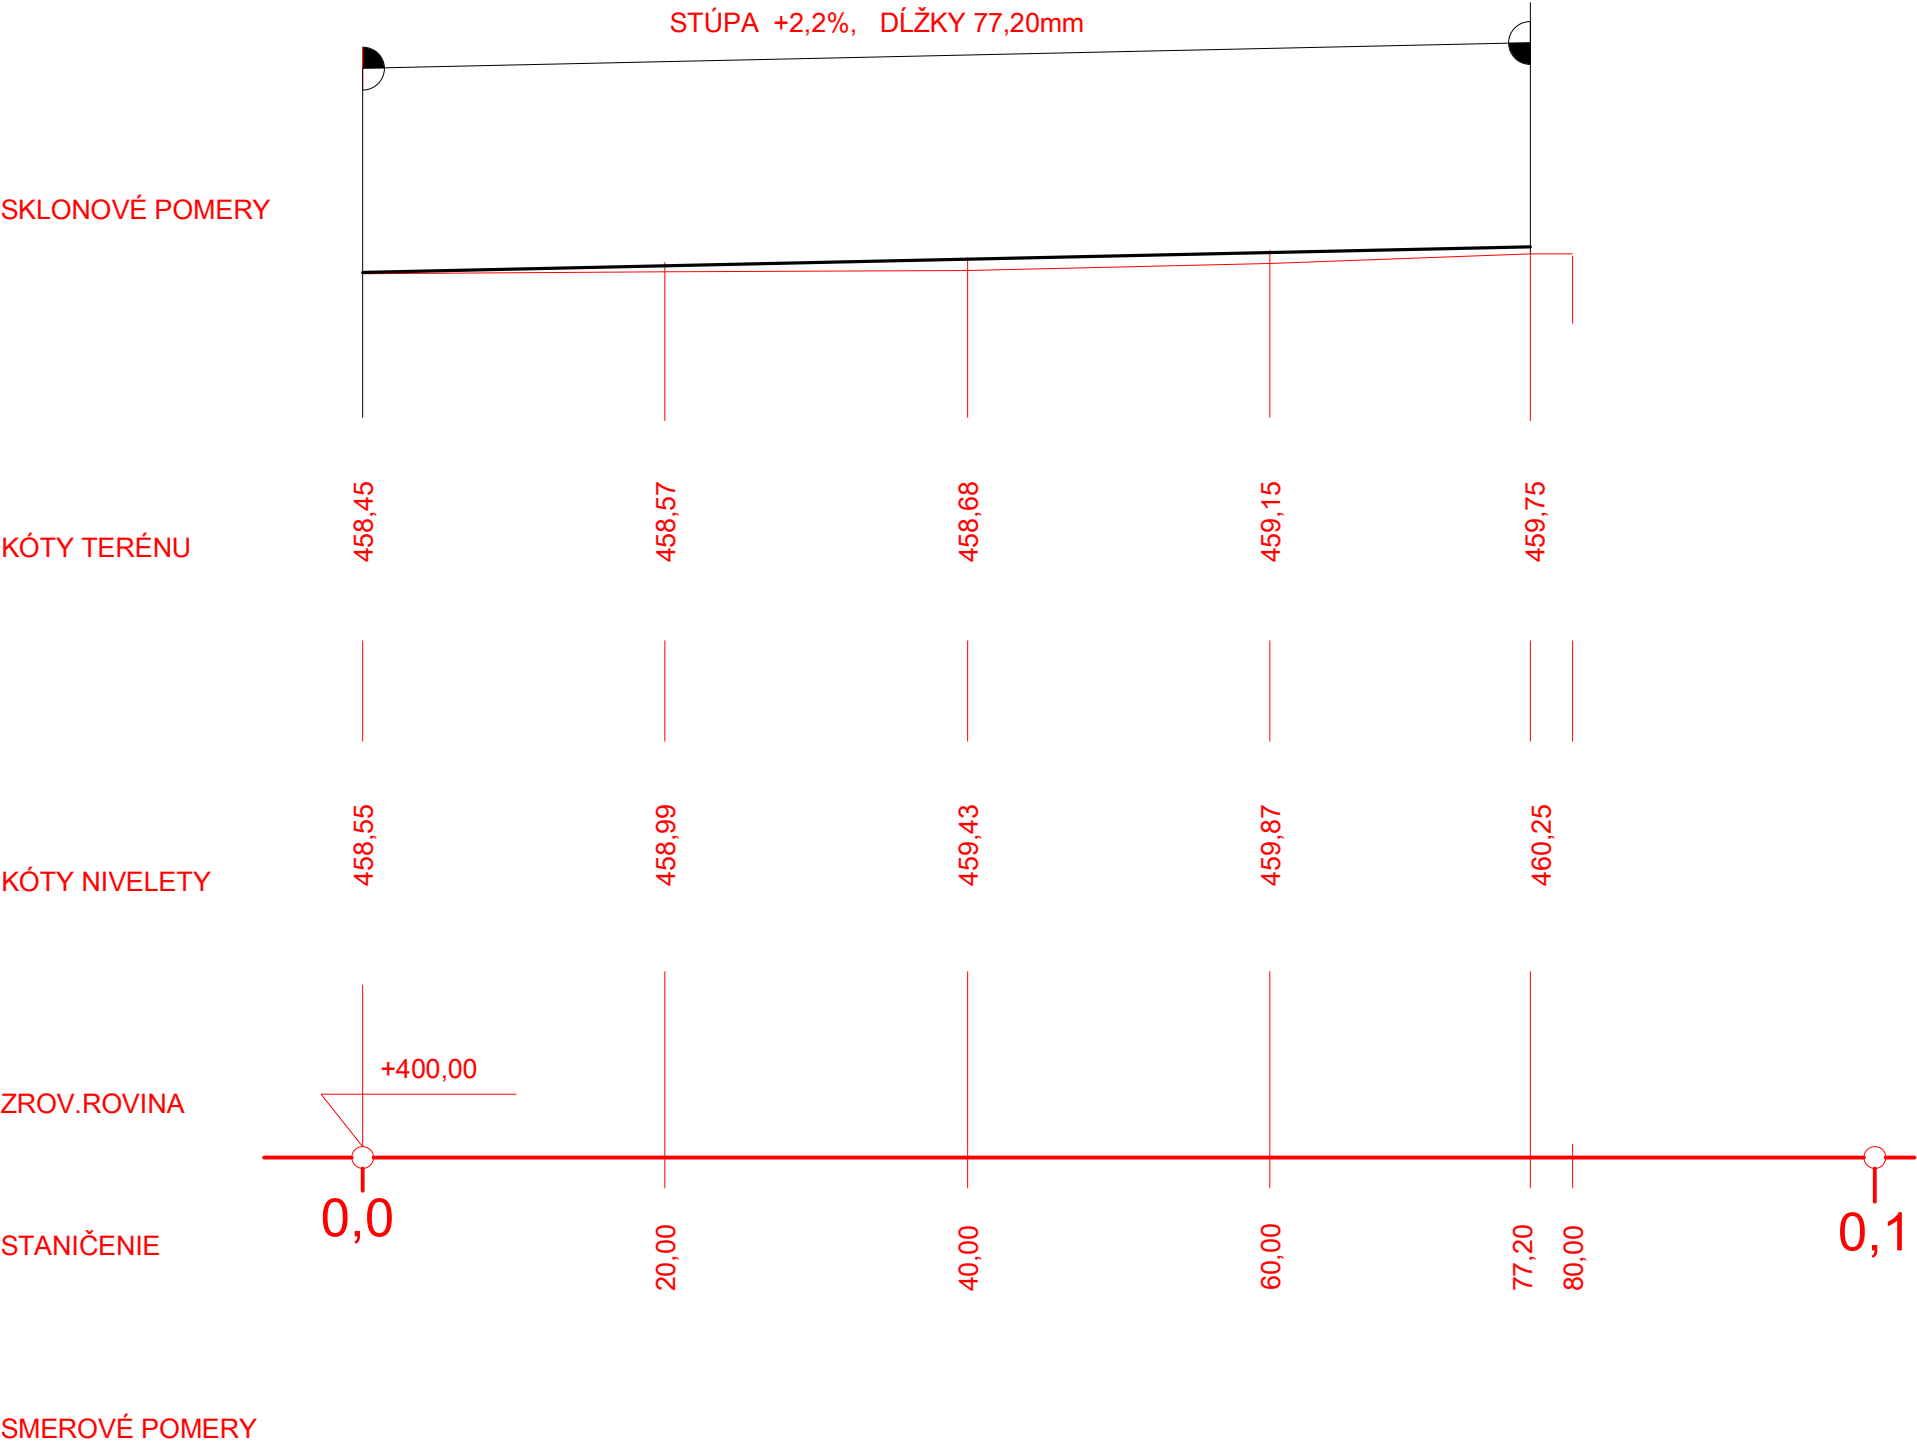 STÚPA +2,2%, DĹŽKY 77,20mm
SKLONOVÉ POMERY
KÓTY TERÉNU 458,45 458,57 458,68 459,15 459,75
KÓTY NIVELETY 458,55 458,99 459,43 459,87 460,25
+400,00
ZROV.ROVINA
0,0 0,1
STANIČENIE 20,00 40,00 60,00 77,20 80,00
SMEROVÉ POMERY